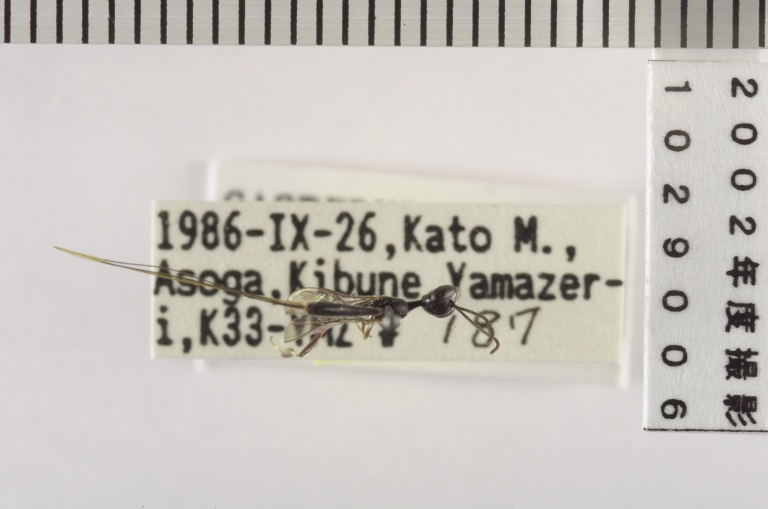 1986-IX-26,Kato M.,
Asoga,Kibune Yamazer-
i,K33- 187
2002年度撮影
1029006